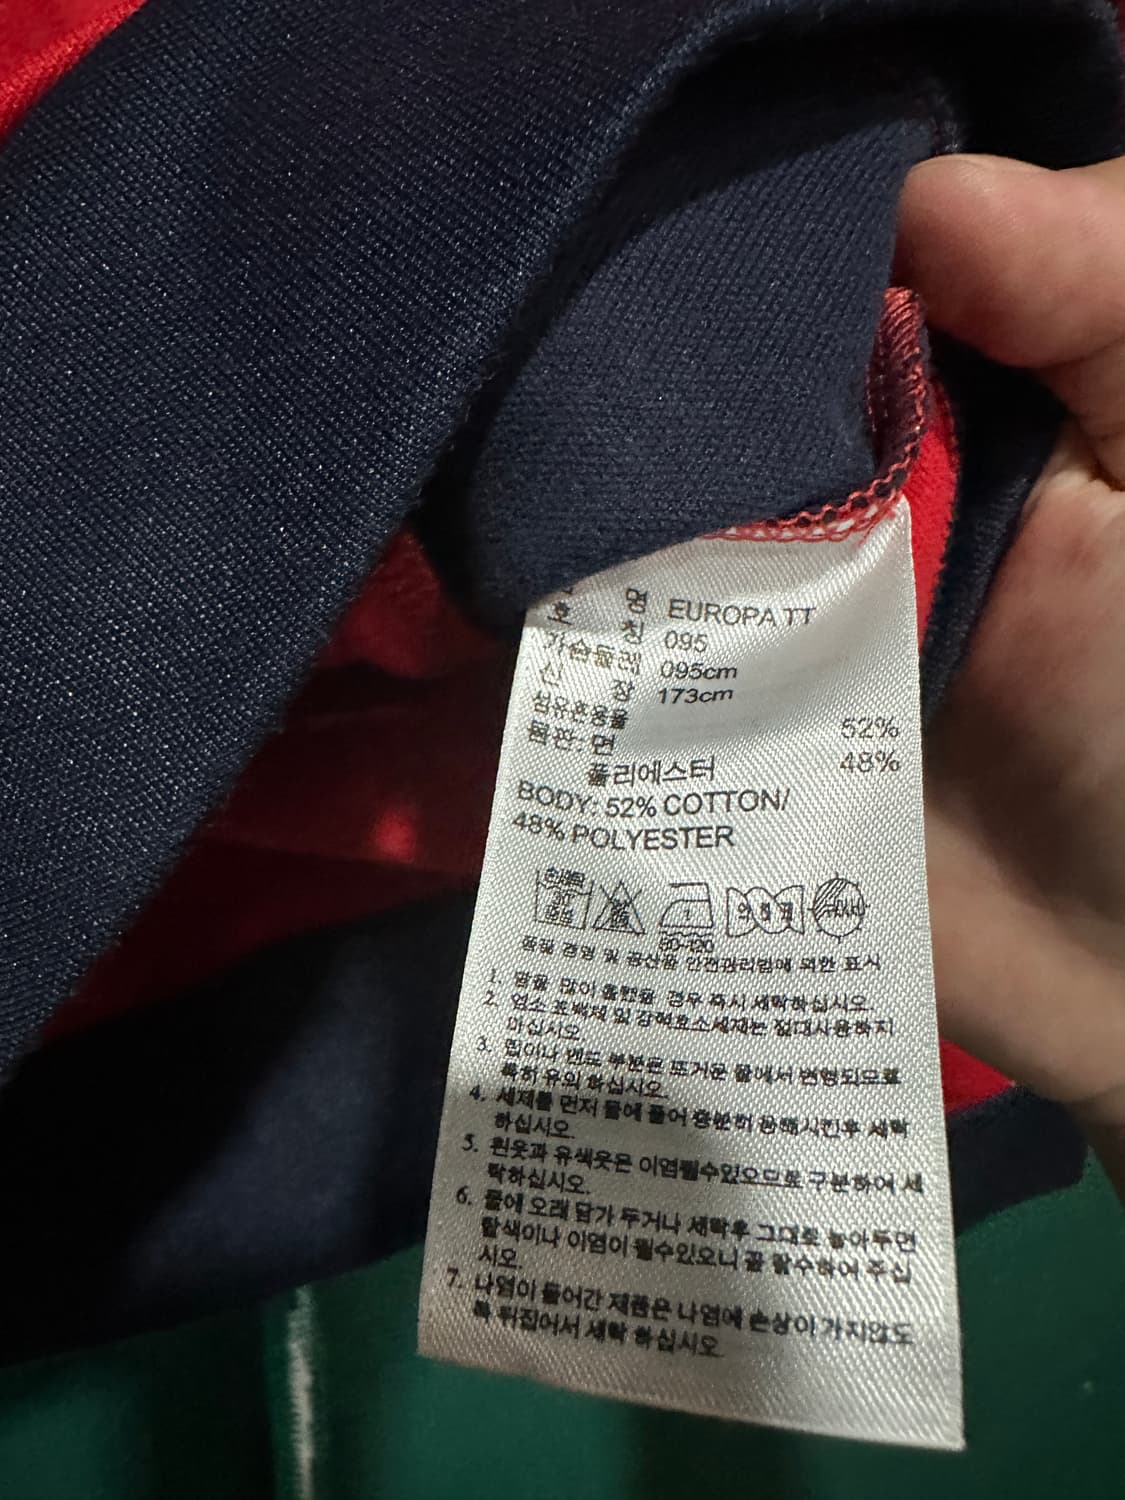 명 EUROPA TT
호 칭 095
가슴둘레 095cm
신 장 173cm
섬유혼용율
원판: 면 52%
폴리에스터 48%
BODY: 52% COTTON/
48% POLYESTER
80-120
품질 경영 및 공산품 안전관리법에 의한 표시
1. 땀을 많이 흘렸을 경우 즉시 세탁하십시오.
2. 염소 표백제 및 강력효소세제는 절대사용하지
마십시오.
3. 립이나 밴드 부분은 뜨거운 물에서 변형되므로
특히 유의 하십시오.
4. 세제를 먼저 물에 풀어 충분히 용해시킨후 세탁
하십시오.
5. 흰옷과 유색옷은 이염될수있으므로 구분하여 세
탁하십시오.
6. 물에 오래 담가 두거나 세탁후 그대로 놓아두면
탈색이나 이염이 될수있으니 꼭 탈수하여 주십
시오.
7. 나염이 들어간 제품은 나염에 손상이 가지않도
록 뒤집어서 세탁 하십시오.